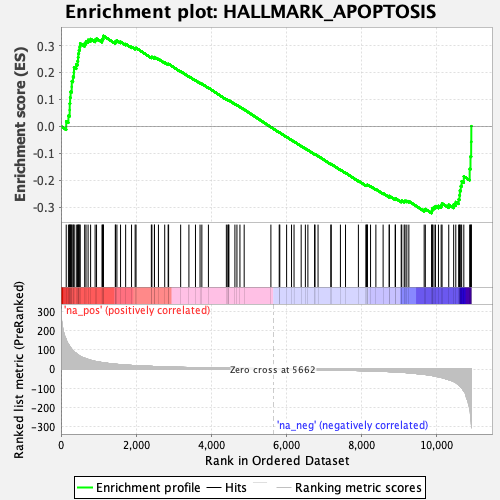 Enrichment plot: HALLMARK_APOPTOSIS
Enrichment score (ES)
0.3
0.2
0.1
0.0
-0.1
-0.2
-0.3
Ranked list metric (PreRanked)
300
200
100
0
-100
-200
-300
'na_pos' (positively correlated)
Zero cross at 5662
'na_neg' (negatively correlated)
0
2,000
4,000
6,000
8,000
10,000
Rank in Ordered Dataset
Enrichment profile
Hits
Ranking metric scores